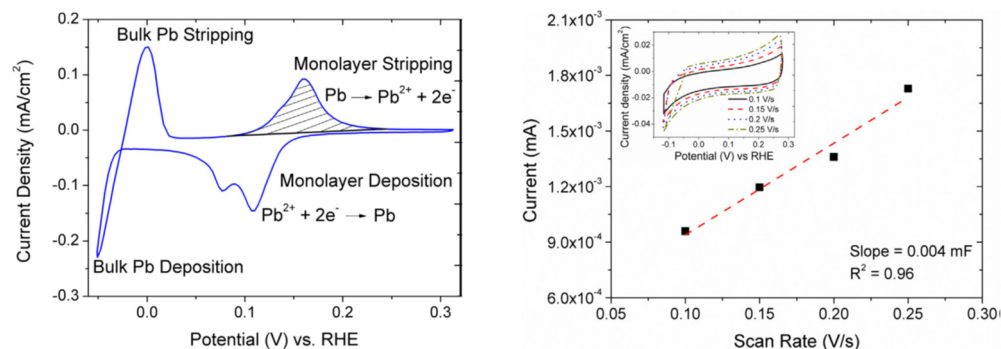 Bulk Pb Stripping
Monolayer Stripping
Pb → Pb²⁺ + 2e⁻
Monolayer Deposition
Pb²⁺ + 2e⁻ → Pb
Bulk Pb Deposition
Current Density (mA/cm²)
0.2
0.1
0.0
-0.1
-0.2
-0.3
0.0 0.1 0.2 0.3
Potential (V) vs. RHE
Current (mA)
2.1x10⁻³
1.8x10⁻³
1.5x10⁻³
1.2x10⁻³
9.0x10⁻⁴
6.0x10⁻⁴
Current density (mA/cm²)
0.02
0.00
-0.02
-0.04
0.1 V/s
0.15 V/s
0.2 V/s
0.25 V/s
-0.1 0.0 0.1 0.2 0.3
Potential (V) vs RHE
Slope = 0.004 mF
R² = 0.96
0.05 0.10 0.15 0.20 0.25 0.30
Scan Rate (V/s)